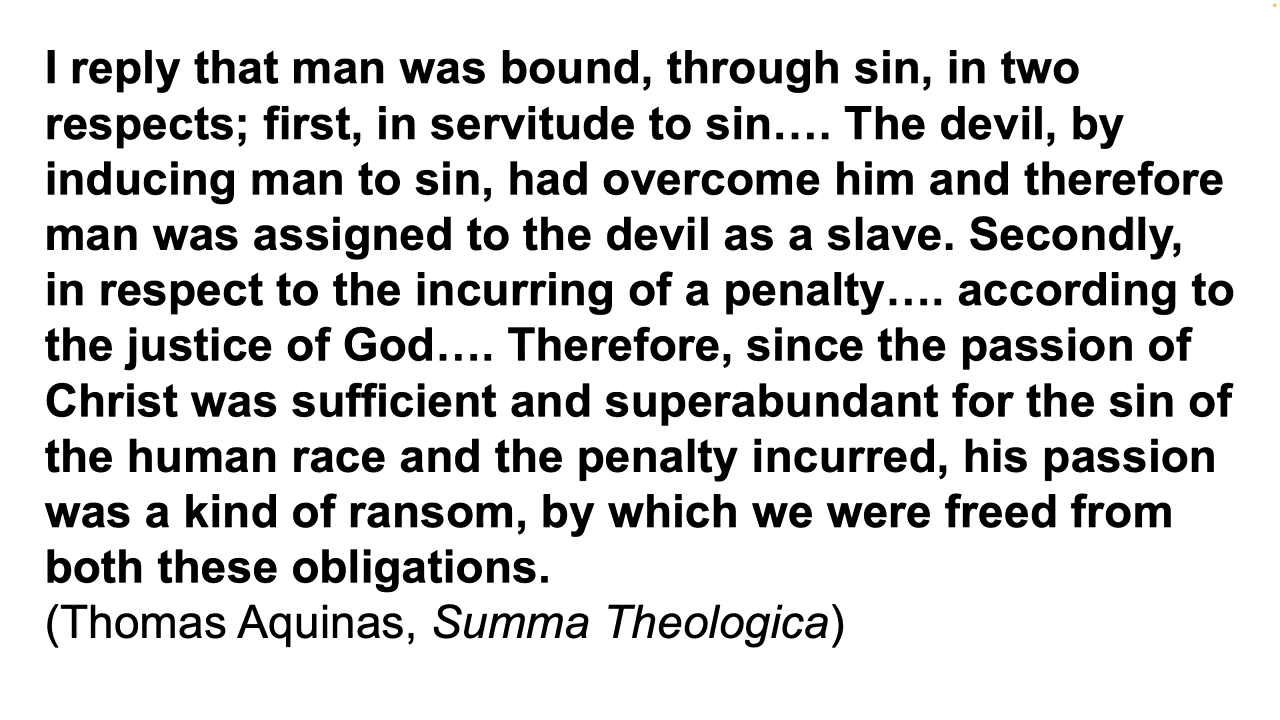 I reply that man was bound, through sin, in two
respects; first, in servitude to sin…. The devil, by
inducing man to sin, had overcome him and therefore
man was assigned to the devil as a slave. Secondly,
in respect to the incurring of a penalty…. according to
the justice of God…. Therefore, since the passion of
Christ was sufficient and superabundant for the sin of
the human race and the penalty incurred, his passion
was a kind of ransom, by which we were freed from
both these obligations.
(Thomas Aquinas, Summa Theologica)